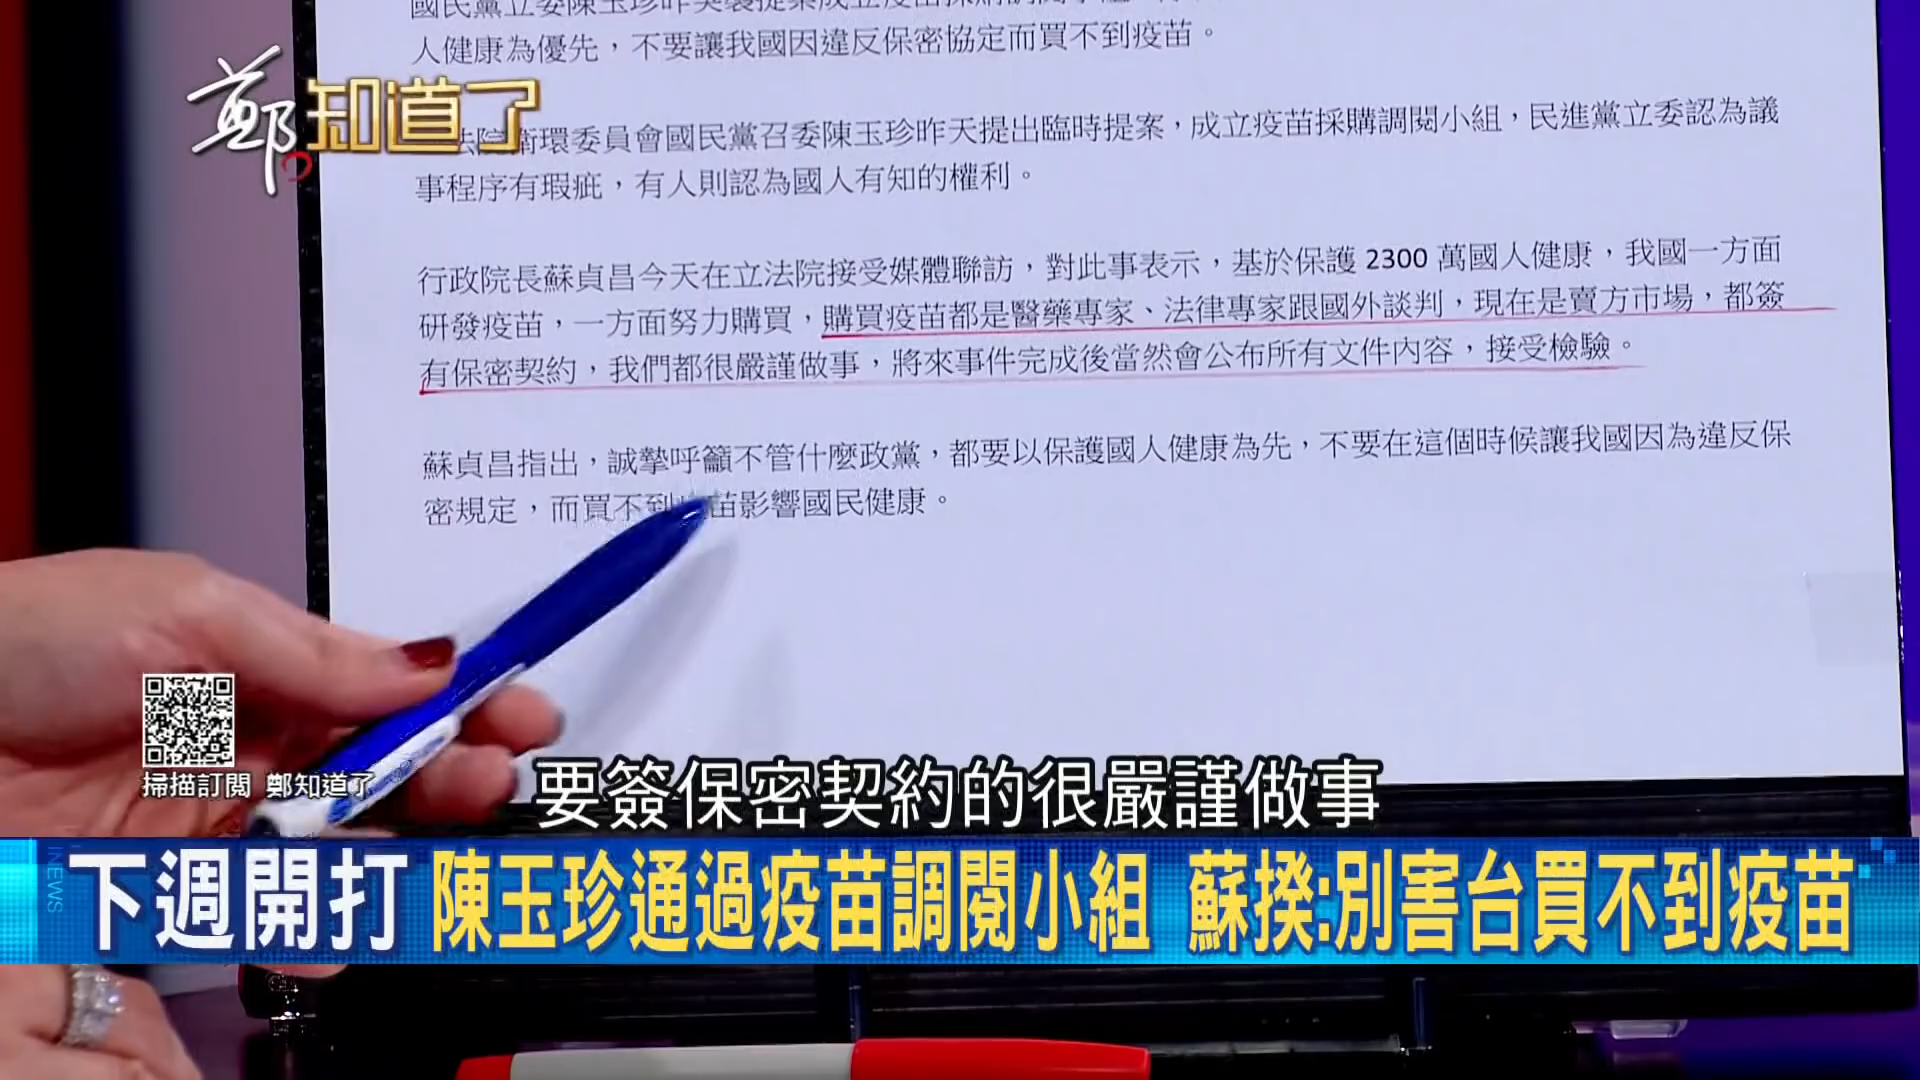 人健康為優先，不要讓我國因違反保密協定而買不到疫苗。
鄭知道了
法院衛環委員會國民黨召委陳玉珍昨天提出臨時提案，成立疫苗採購調閱小組，民進黨立委認為議
事程序有瑕疵，有人則認為國人有知的權利。
行政院長蘇貞昌今天在立法院接受媒體聯訪，對此事表示，基於保護 2300 萬國人健康，我國一方面
研發疫苗，一方面努力購買，購買疫苗都是醫藥專家、法律專家跟國外談判，現在是賣方市場，都簽
有保密契約，我們都很嚴謹做事，將來事件完成後當然會公布所有文件內容，接受檢驗。
蘇貞昌指出，誠摯呼籲不管什麼政黨，都要以保護國人健康為先，不要在這個時候讓我國因為違反保
密規定，而買不到苗影響國民健康。
掃描訂閱 鄭知道了
要簽保密契約的很嚴謹做事
INEWS
下週開打 陳玉珍通過疫苗調閱小組 蘇揆:別害台買不到疫苗